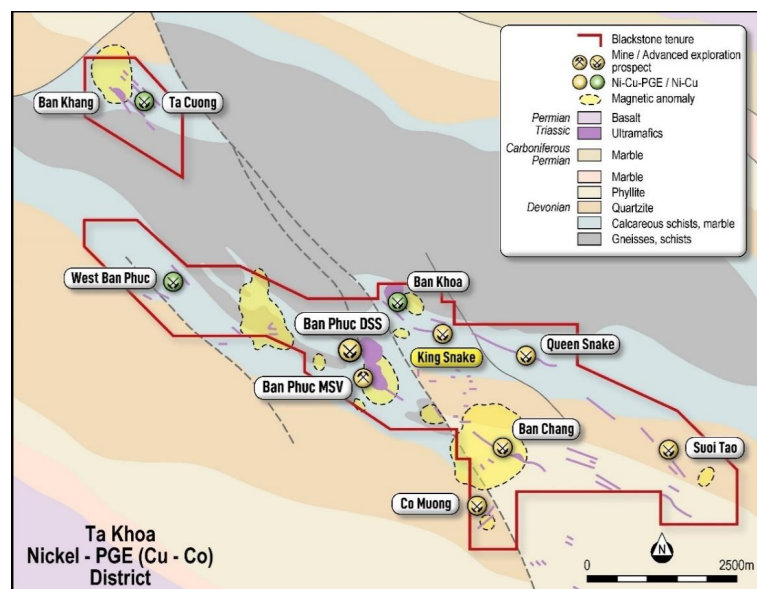 Blackstone tenure
Mine / Advanced exploration
prospect
Ni-Cu-PGE / Ni-Cu
Magnetic anomaly
Permian
Triassic
Basalt
Ultramafics
Carboniferous
Permian
Marble
Marble
Phyllite
Devonian
Quartzite
Calcareous schists, marble
Gneisses, schists
Ban Khang
Ta Cuong
West Ban Phuc
Ban Khoa
Ban Phuc DSS
King Snake
Queen Snake
Ban Phuc MSV
Ban Chang
Suoi Tao
Co Muong
Ta Khoa
Nickel - PGE (Cu - Co)
District
N
0
2500m